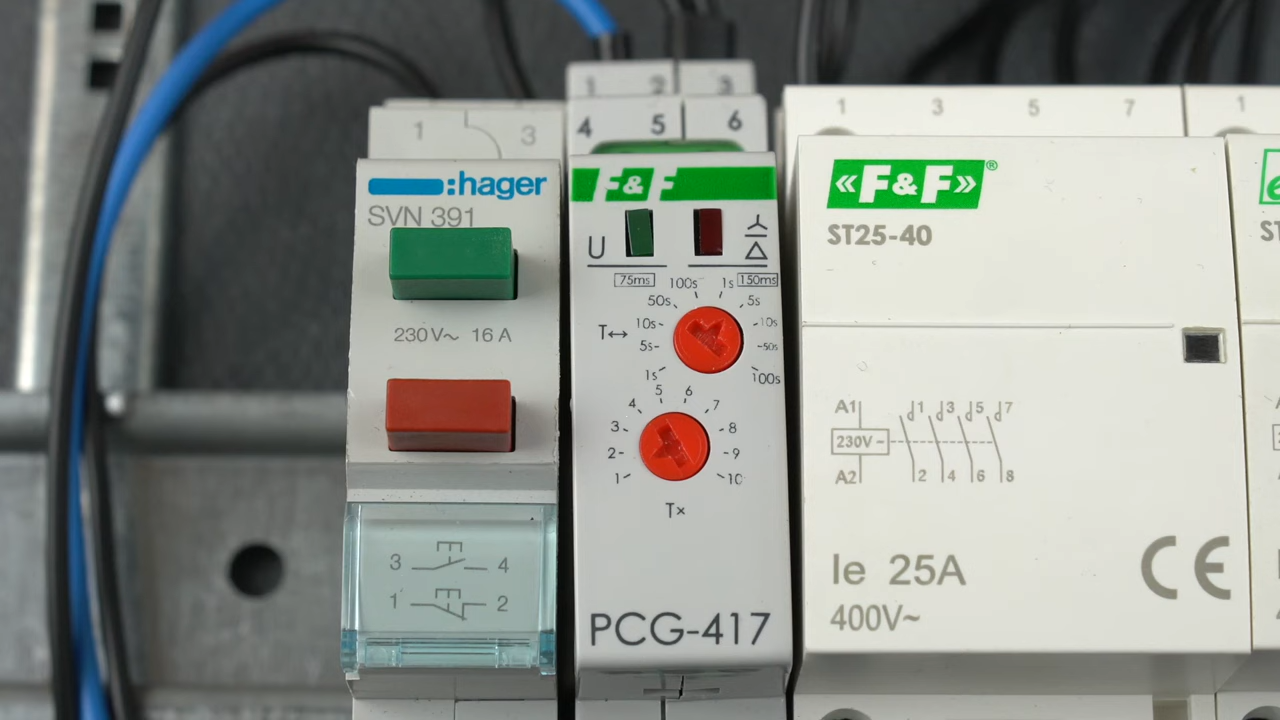 1 3
:hager
SVN 391
230 V~ 16 A
3 4
1 2
1 2 3
4 5 6
F&F
U
75ms 150ms
100s 1s
50s 5s
T↔ 10s 10s
5s 50s
1s 100s
5 6
4 7
3 8
2 9
1 10
T×
PCG-417
1 3 5 7
«F&F»®
ST25-40
A1 1 3 5 7
230V~
A2 2 4 6 8
Ie 25A
400V~
CE
1